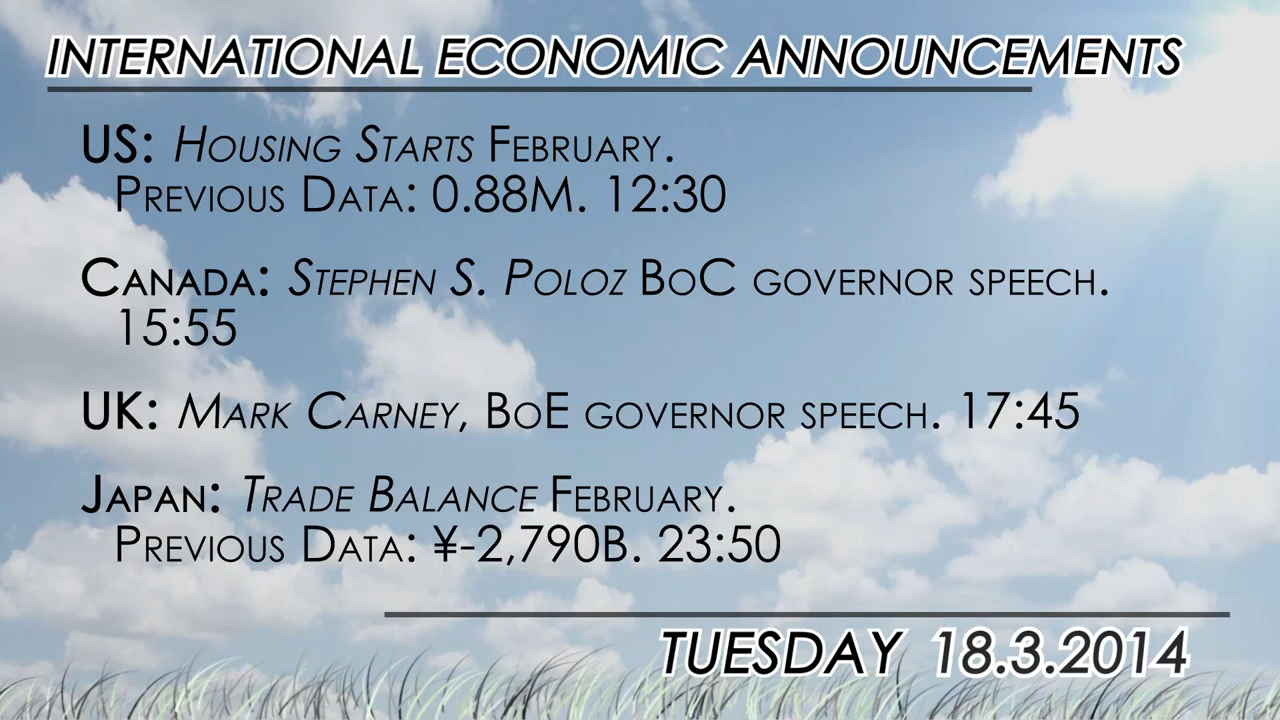 INTERNATIONAL ECONOMIC ANNOUNCEMENTS
US: Housing Starts February.
Previous Data: 0.88M. 12:30
Canada: Stephen S. Poloz BoC governor speech.
15:55
UK: Mark Carney, BoE governor speech. 17:45
Japan: Trade Balance February.
Previous Data: ¥-2,790B. 23:50
TUESDAY 18.3.2014